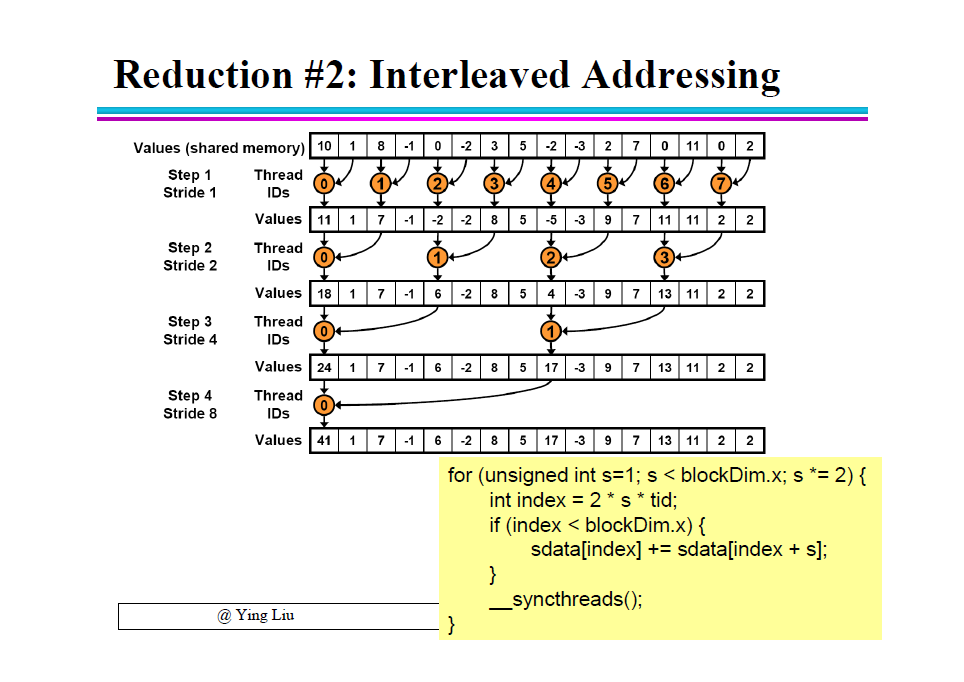 Reduction #2: Interleaved Addressing
Values (shared memory) 10 1 8 -1 0 -2 3 5 -2 -3 2 7 0 11 0 2
Step 1 Thread 0 1 2 3 4 5 6 7
Stride 1 IDs
Values 11 1 7 -1 -2 -2 8 5 -5 -3 9 7 11 11 2 2
Step 2 Thread 0 1 2 3
Stride 2 IDs
Values 18 1 7 -1 6 -2 8 5 4 -3 9 7 13 11 2 2
Step 3 Thread 0 1
Stride 4 IDs
Values 24 1 7 -1 6 -2 8 5 17 -3 9 7 13 11 2 2
Step 4 Thread 0
Stride 8 IDs
Values 41 1 7 -1 6 -2 8 5 17 -3 9 7 13 11 2 2
for (unsigned int s=1; s < blockDim.x; s *= 2) {
int index = 2 * s * tid;
if (index < blockDim.x) {
sdata[index] += sdata[index + s];
}
__syncthreads();
}
@ Ying Liu